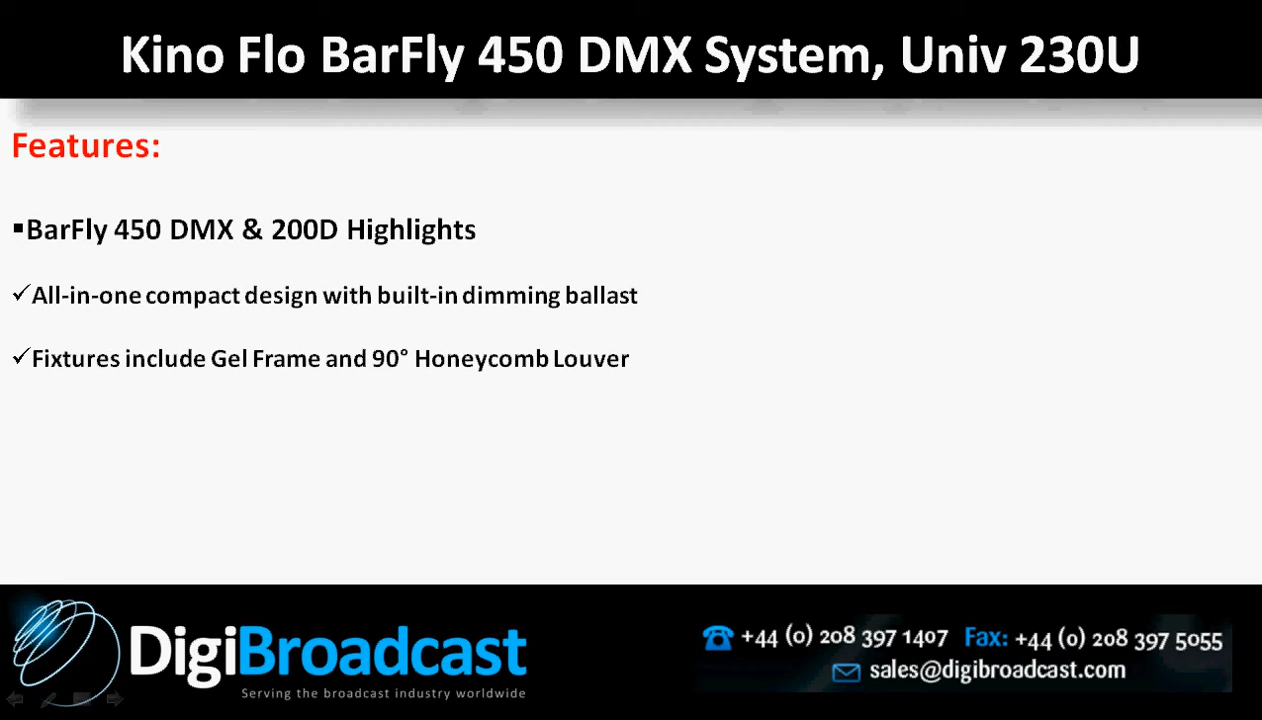 Kino Flo BarFly 450 DMX System, Univ 230U
Features:
▪BarFly 450 DMX & 200D Highlights
✓All-in-one compact design with built-in dimming ballast
✓Fixtures include Gel Frame and 90° Honeycomb Louver
DigiBroadcast
Serving the broadcast industry worldwide
+44 (0) 208 397 1407 Fax: +44 (0) 208 397 5055
sales@digibroadcast.com